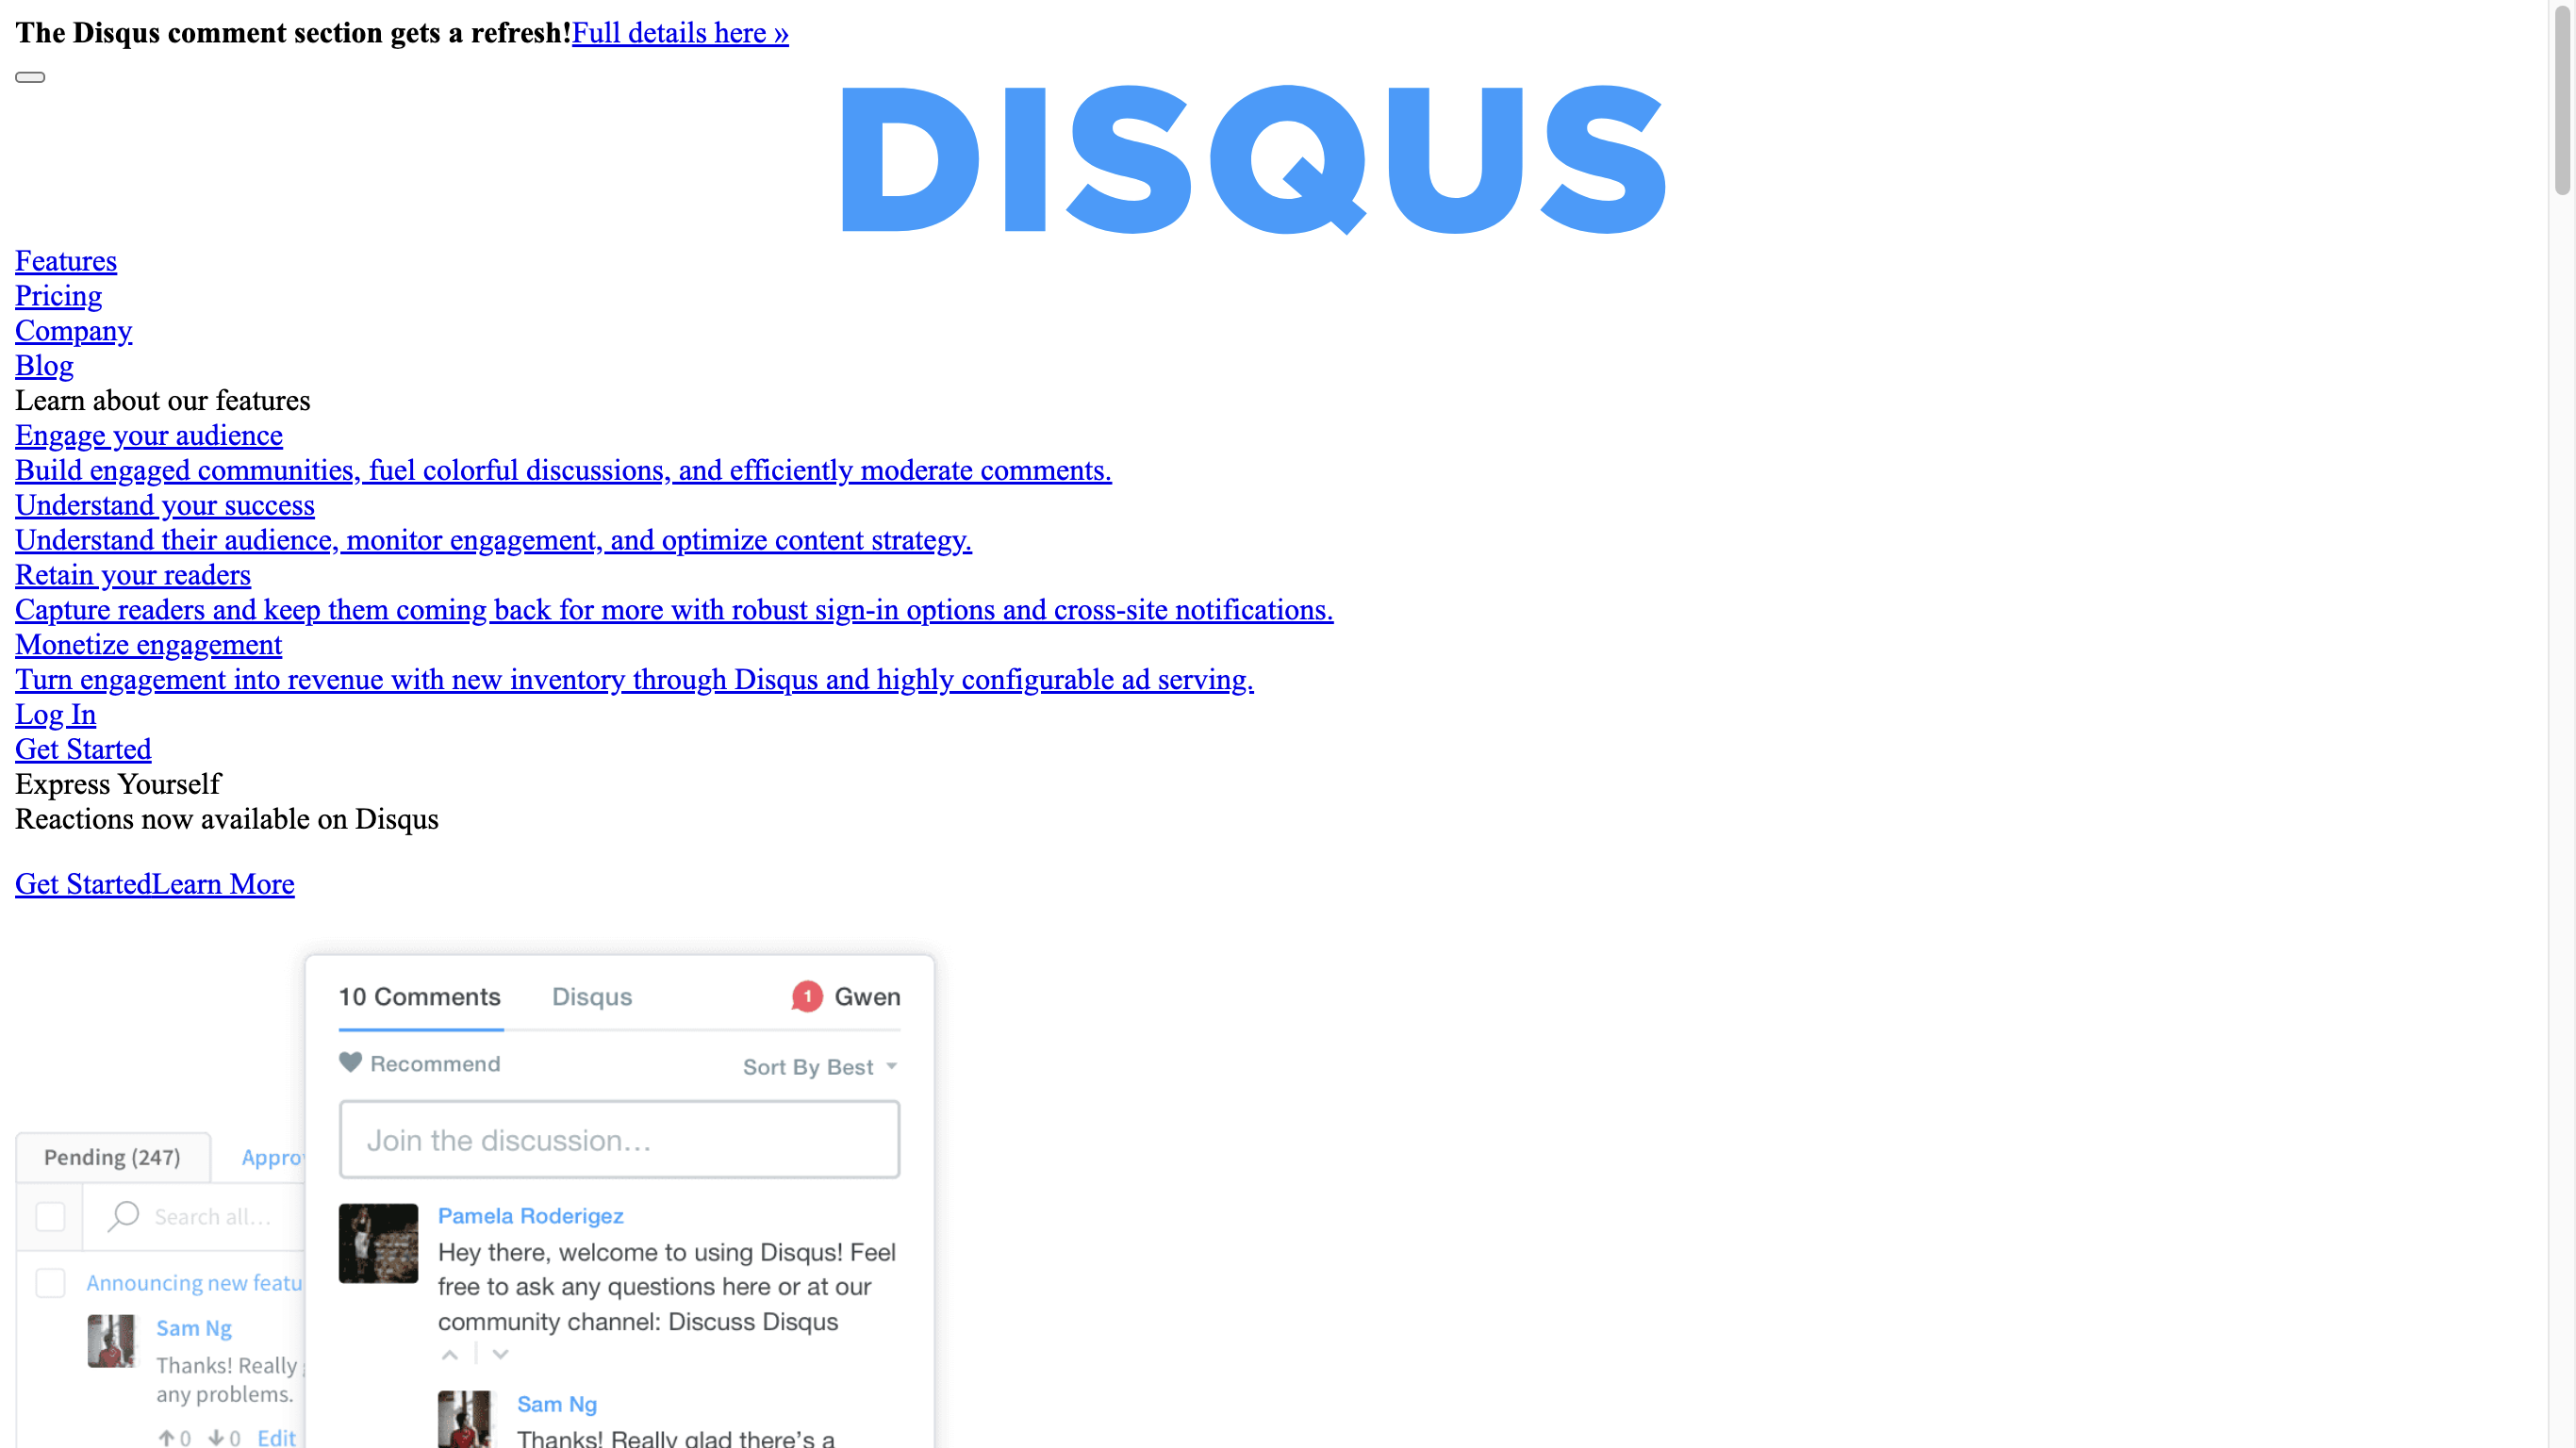 The Disqus comment section gets a refresh!Full details here »
DISQUS
Features
Pricing
Company
Blog
Learn about our features
Engage your audience
Build engaged communities, fuel colorful discussions, and efficiently moderate comments.
Understand your success
Understand their audience, monitor engagement, and optimize content strategy.
Retain your readers
Capture readers and keep them coming back for more with robust sign-in options and cross-site notifications.
Monetize engagement
Turn engagement into revenue with new inventory through Disqus and highly configurable ad serving.
Log In
Get Started
Express Yourself
Reactions now available on Disqus
Get StartedLearn More
10 Comments Disqus 1 Gwen
Recommend Sort By Best
Join the discussion…
Pamela Roderigez
Hey there, welcome to using Disqus! Feel
free to ask any questions here or at our
community channel: Discuss Disqus
Sam Ng
Thanks! Really glad there's a
Pending (247)
Search all…
Announcing new
Sam Ng
Thanks! Really
any problems.
0 0 Edit